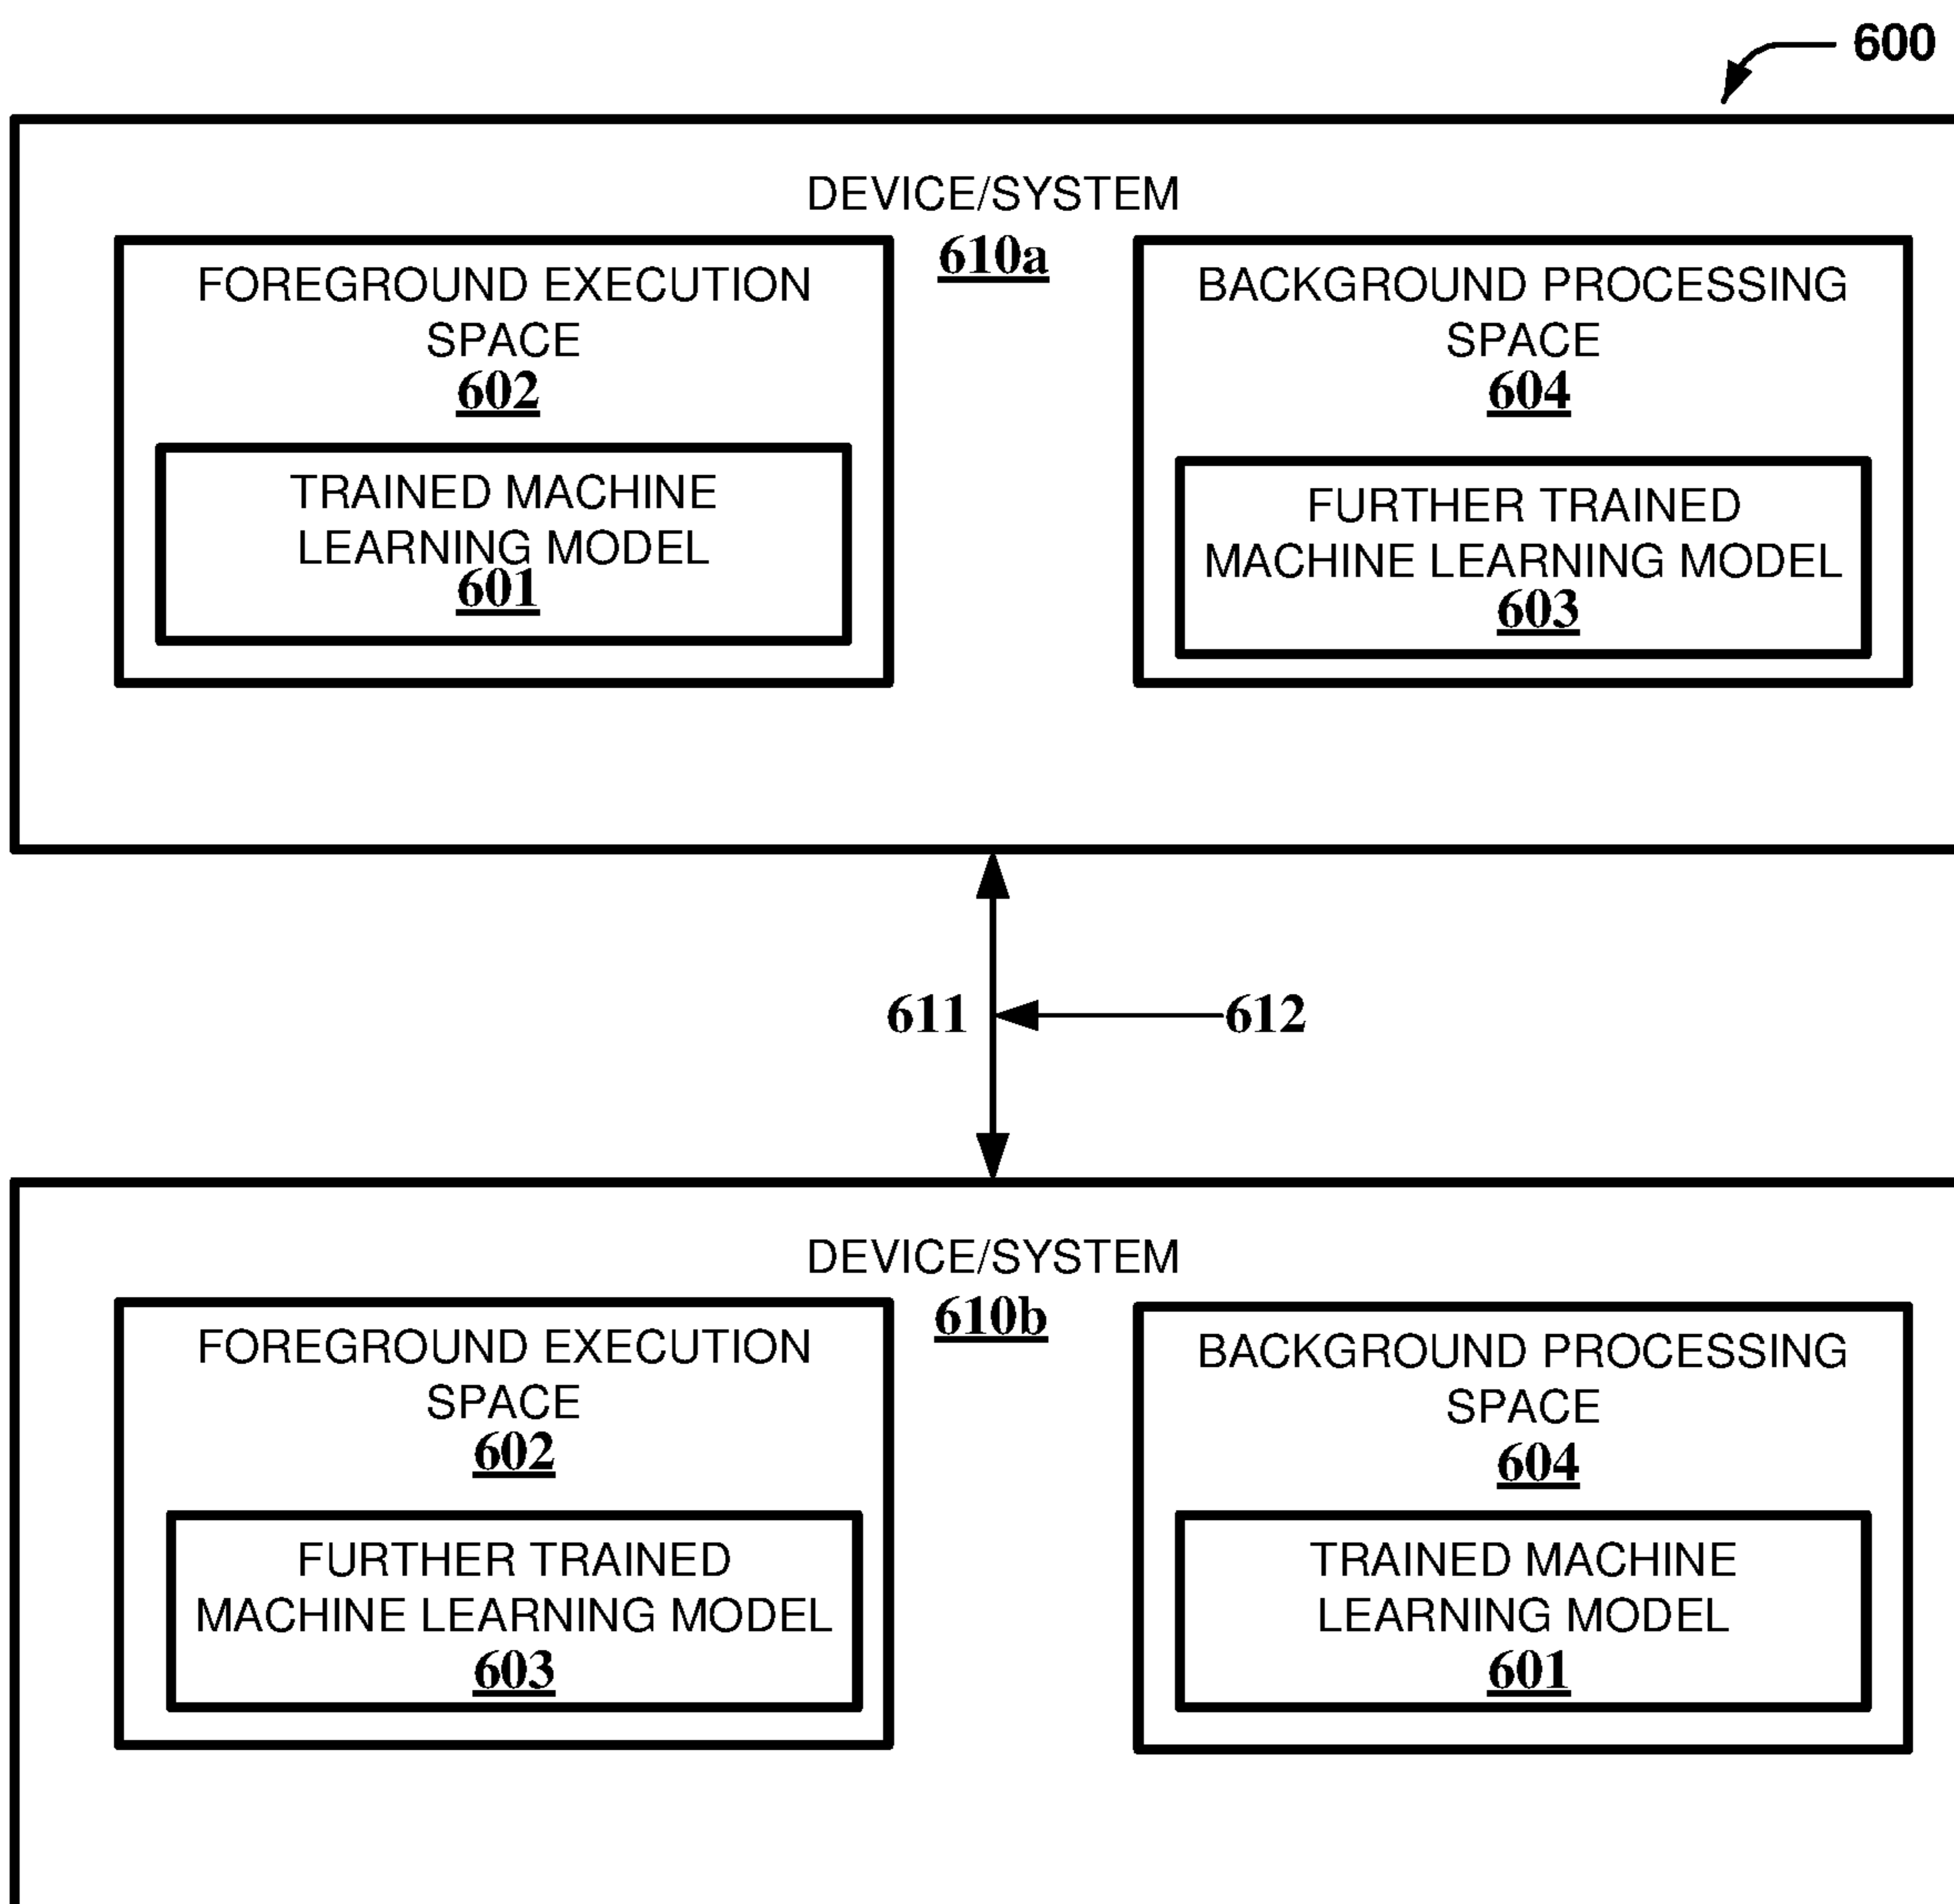 600
DEVICE/SYSTEM
610a
FOREGROUND EXECUTION
SPACE
602
TRAINED MACHINE
LEARNING MODEL
601
BACKGROUND PROCESSING
SPACE
604
FURTHER TRAINED
MACHINE LEARNING MODEL
603
611
612
DEVICE/SYSTEM
610b
FOREGROUND EXECUTION
SPACE
602
FURTHER TRAINED
MACHINE LEARNING MODEL
603
BACKGROUND PROCESSING
SPACE
604
TRAINED MACHINE
LEARNING MODEL
601